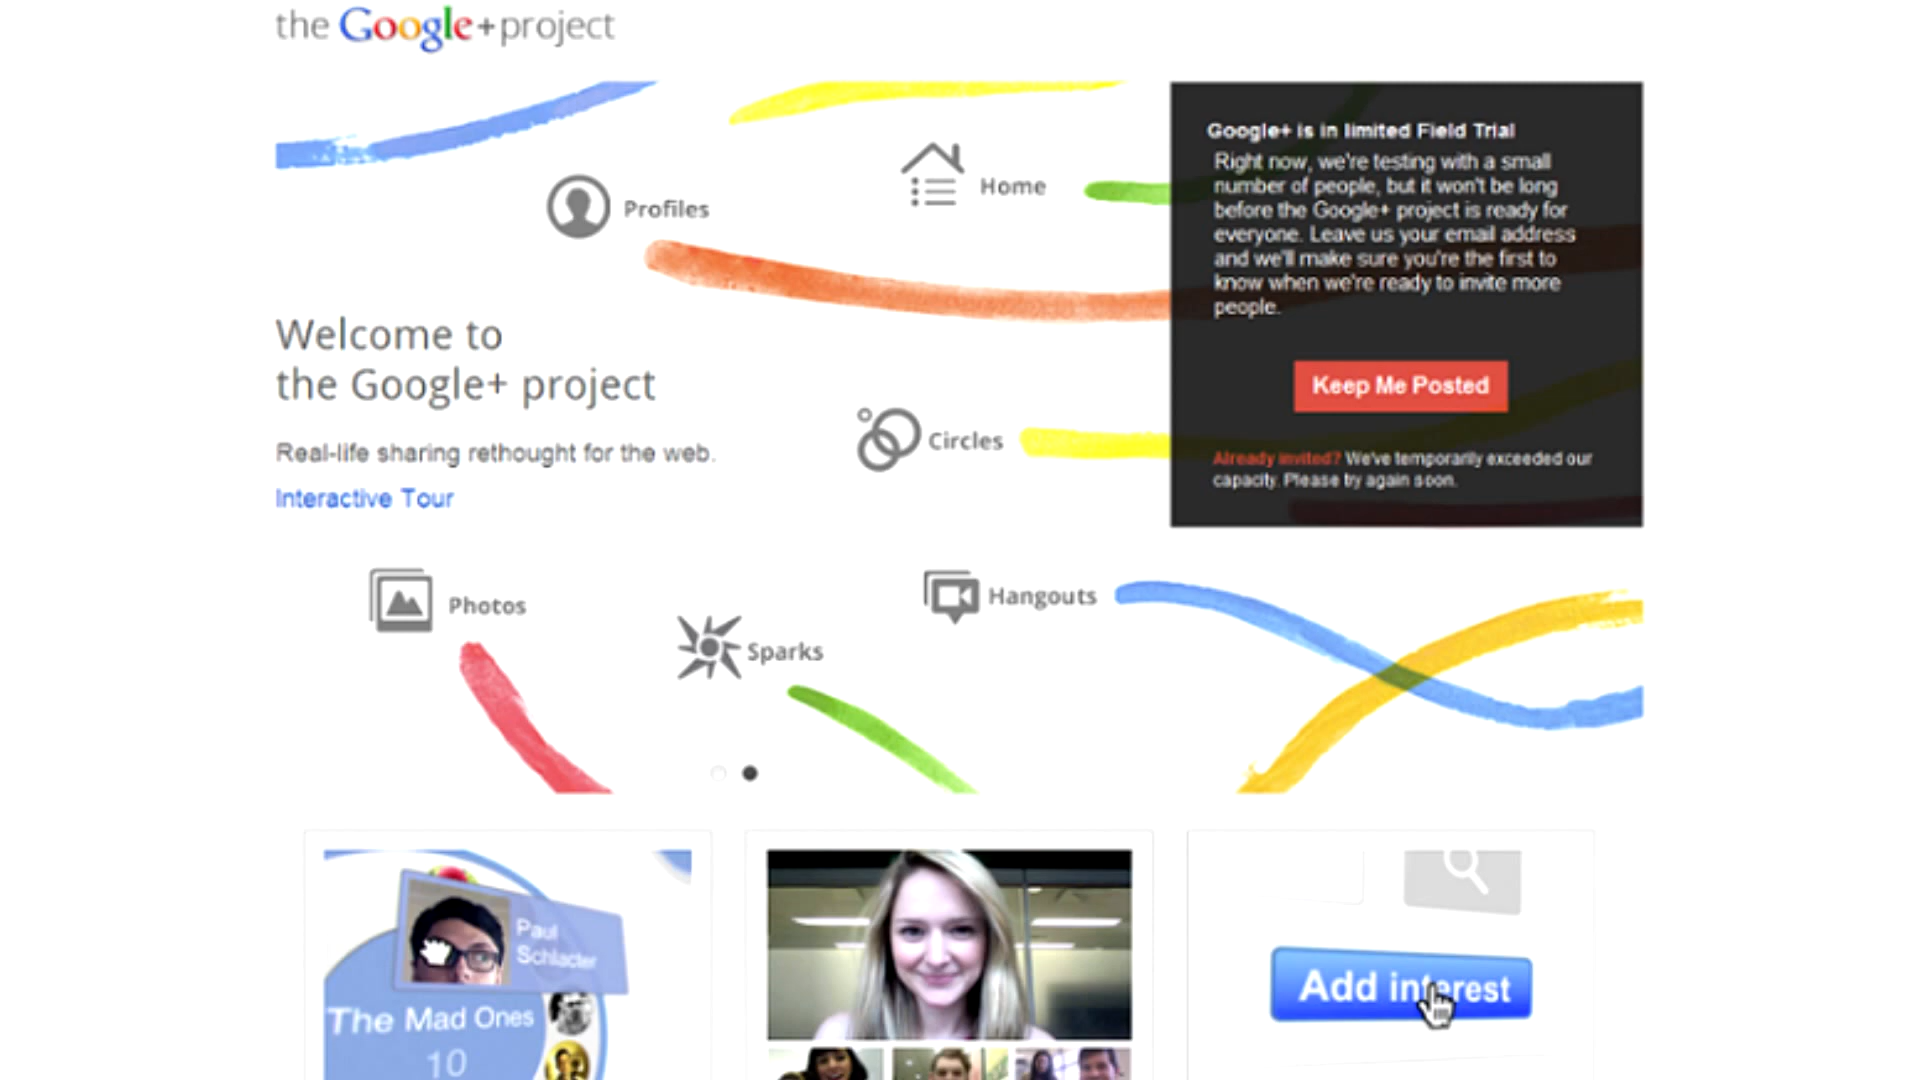 the Google+project
Profiles
Home
Google+ is in limited Field Trial
Right now, we're testing with a small
number of people, but it won't be long
before the Google+ project is ready for
everyone. Leave us your email address
and we'll make sure you're the first to
know when we're ready to invite more
people.
Keep Me Posted
Already invited? We've temporarily exceeded our
capacity. Please try again soon.
Welcome to
the Google+ project
Real-life sharing rethought for the web.
Interactive Tour
Circles
Photos
Sparks
Hangouts
Paul
Schlacter
The Mad Ones
10
Add interest